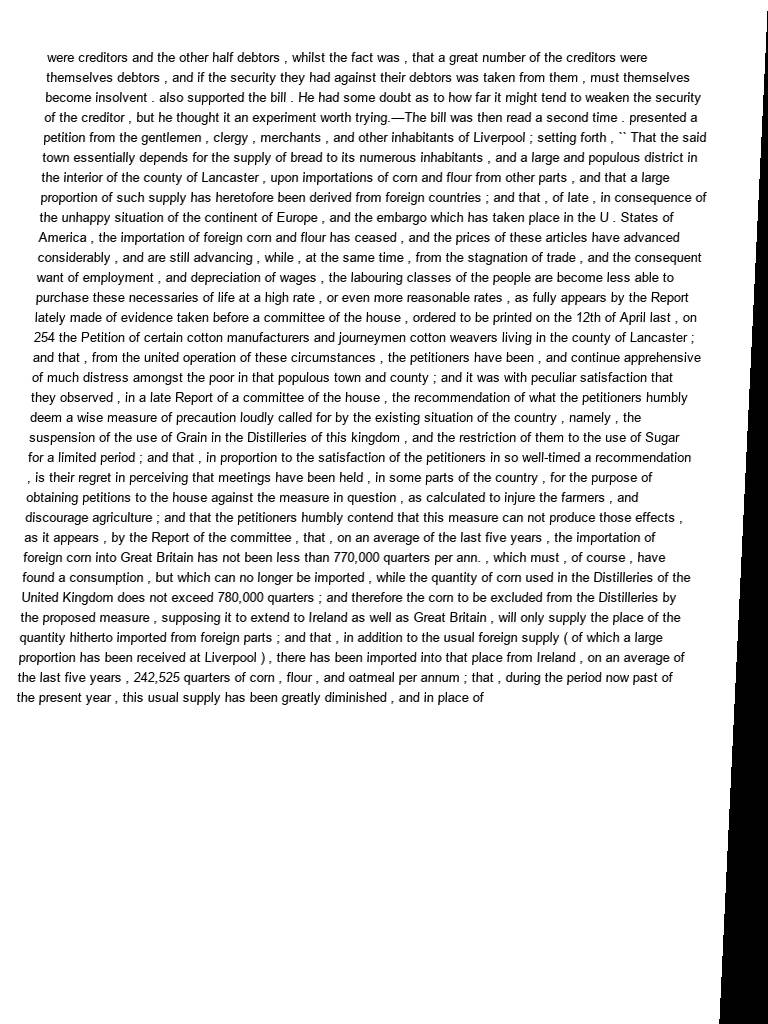 were creditors and the other half debtors , whilst the fact was , that a great number of the creditors were
themselves debtors , and if the security they had against their debtors was taken from them , must themselves
become insolvent . also supported the bill . He had some doubt as to how far it might tend to weaken the security
of the creditor , but he thought it an experiment worth trying.—The bill was then read a second time . presented a
petition from the gentlemen , clergy , merchants , and other inhabitants of Liverpool ; setting forth , `` That the said
town essentially depends for the supply of bread to its numerous inhabitants , and a large and populous district in
the interior of the county of Lancaster , upon importations of corn and flour from other parts , and that a large
proportion of such supply has heretofore been derived from foreign countries ; and that , of late , in consequence of
the unhappy situation of the continent of Europe , and the embargo which has taken place in the U . States of
America , the importation of foreign corn and flour has ceased , and the prices of these articles have advanced
considerably , and are still advancing , while , at the same time , from the stagnation of trade , and the consequent
want of employment , and depreciation of wages , the labouring classes of the people are become less able to
purchase these necessaries of life at a high rate , or even more reasonable rates , as fully appears by the Report
lately made of evidence taken before a committee of the house , ordered to be printed on the 12th of April last , on
254 the Petition of certain cotton manufacturers and journeymen cotton weavers living in the county of Lancaster ;
and that , from the united operation of these circumstances , the petitioners have been , and continue apprehensive
of much distress amongst the poor in that populous town and county ; and it was with peculiar satisfaction that
they observed , in a late Report of a committee of the house , the recommendation of what the petitioners humbly
deem a wise measure of precaution loudly called for by the existing situation of the country , namely , the
suspension of the use of Grain in the Distilleries of this kingdom , and the restriction of them to the use of Sugar
for a limited period ; and that , in proportion to the satisfaction of the petitioners in so well-timed a recommendation
, is their regret in perceiving that meetings have been held , in some parts of the country , for the purpose of
obtaining petitions to the house against the measure in question , as calculated to injure the farmers , and
discourage agriculture ; and that the petitioners humbly contend that this measure can not produce those effects ,
as it appears , by the Report of the committee , that , on an average of the last five years , the importation of
foreign corn into Great Britain has not been less than 770,000 quarters per ann. , which must , of course , have
found a consumption , but which can no longer be imported , while the quantity of corn used in the Distilleries of the
United Kingdom does not exceed 780,000 quarters ; and therefore the corn to be excluded from the Distilleries by
the proposed measure , supposing it to extend to Ireland as well as Great Britain , will only supply the place of the
quantity hitherto imported from foreign parts ; and that , in addition to the usual foreign supply ( of which a large
proportion has been received at Liverpool ) , there has been imported into that place from Ireland , on an average of
the last five years , 242,525 quarters of corn , flour , and oatmeal per annum ; that , during the period now past of
the present year , this usual supply has been greatly diminished , and in place of